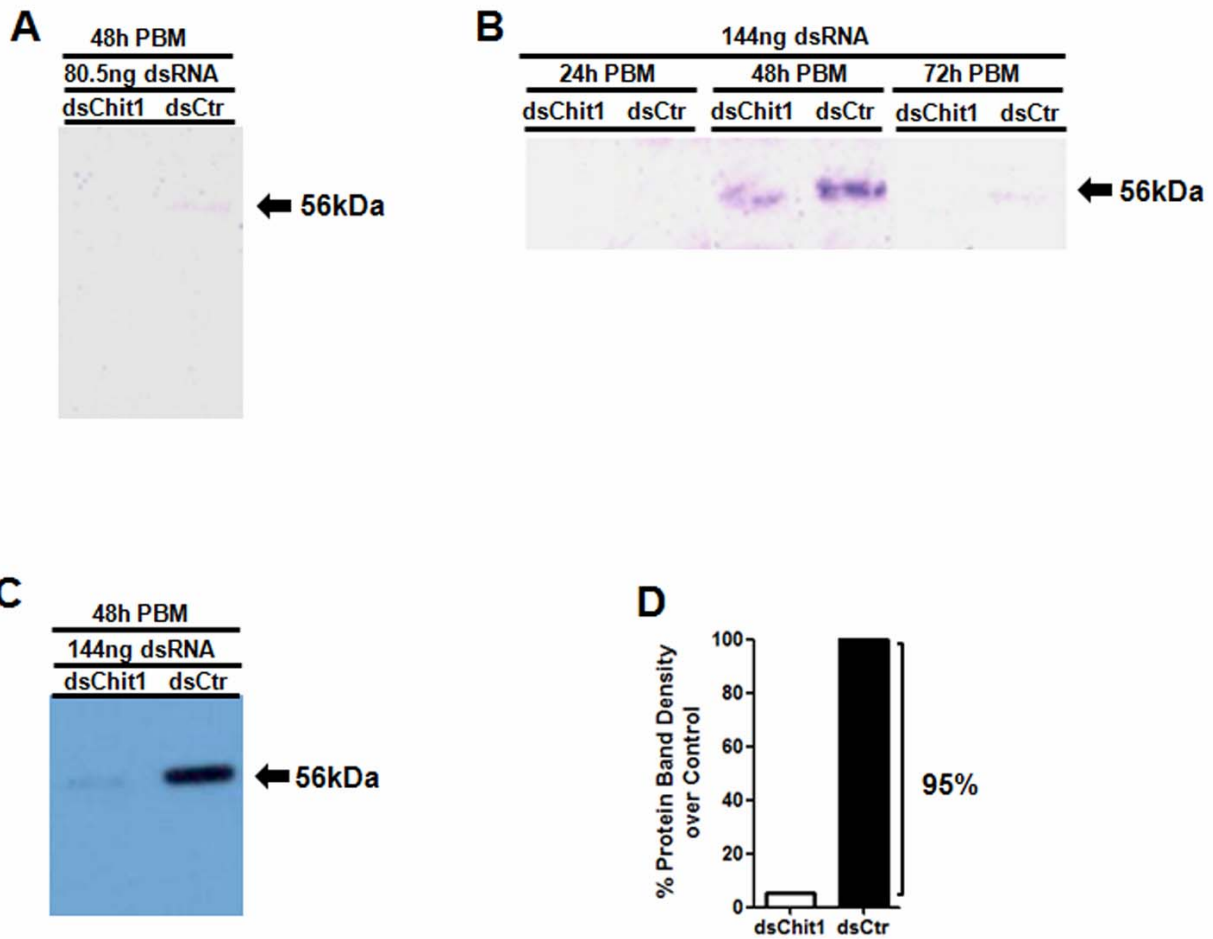 A
48h PBM
80.5ng dsRNA
dsChit1 dsCtr
56kDa
B
144ng dsRNA
24h PBM 48h PBM 72h PBM
dsChit1 dsCtr dsChit1 dsCtr dsChit1 dsCtr
56kDa
C
48h PBM
144ng dsRNA
dsChit1 dsCtr
56kDa
D
% Protein Band Density
over Control
100
80
60
40
20
0
95%
dsChit1 dsCtr